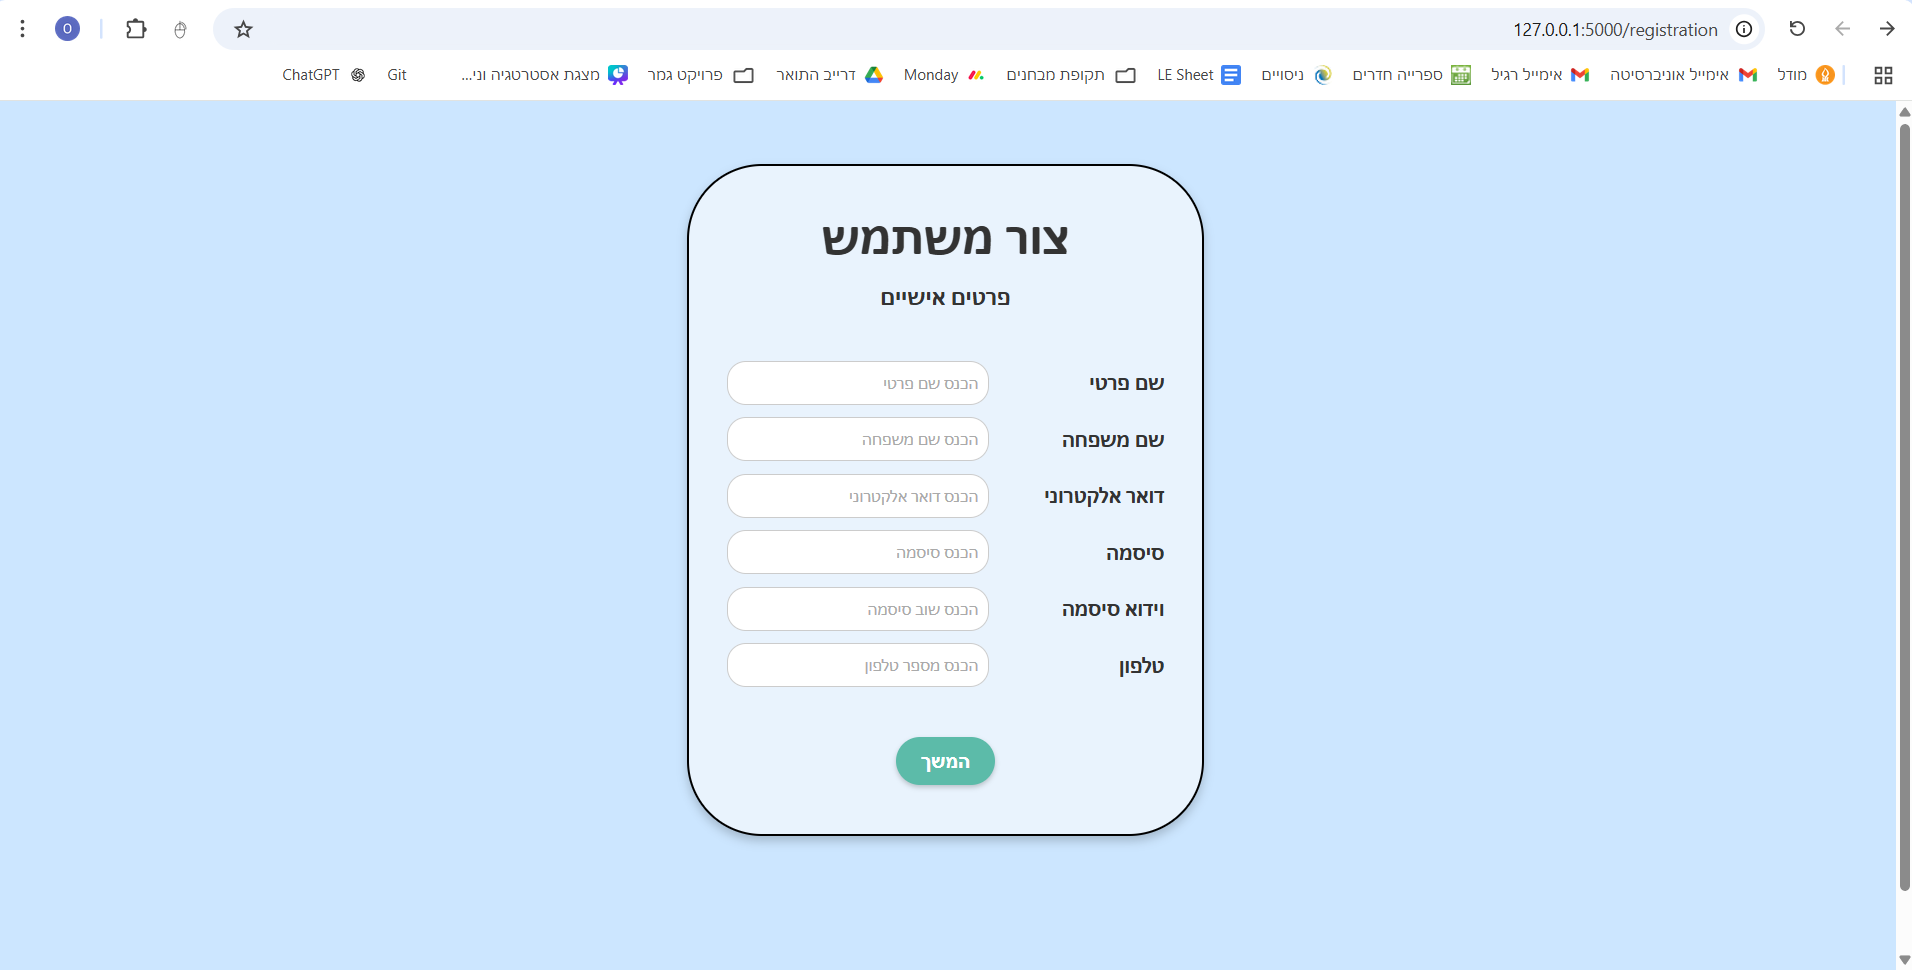 O
127.0.0.1:5000/registration
מודל אימייל אוניברסיטה אימייל רגיל ספרייה חדרים ניסויים LE Sheet תקופת מבחנים Monday דרייב התואר פרויקט גמר מצגת אסטרטגיה וני... Git ChatGPT
צור משתמש
פרטים אישיים
שם פרטי הכנס שם פרטי
שם משפחה הכנס שם משפחה
דואר אלקטרוני הכנס דואר אלקטרוני
סיסמה הכנס סיסמה
וידוא סיסמה הכנס שוב סיסמה
טלפון הכנס מספר טלפון
המשך